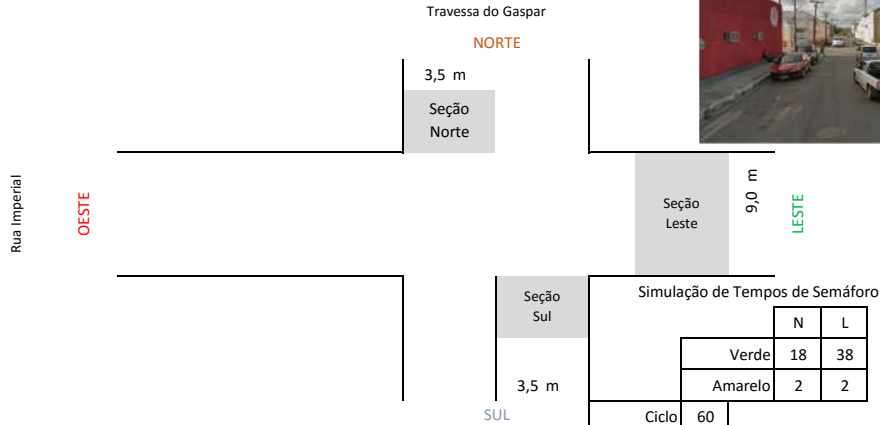 Travessa do Gaspar
NORTE
3,5 m
Seção
Norte
Rua Imperial
OESTE
Seção
Leste
9,0 m
LESTE
Seção
Sul
3,5 m
SUL
Simulação de Tempos de Semáforo
N L
Verde 18 38
Amarelo 2 2
Ciclo 60